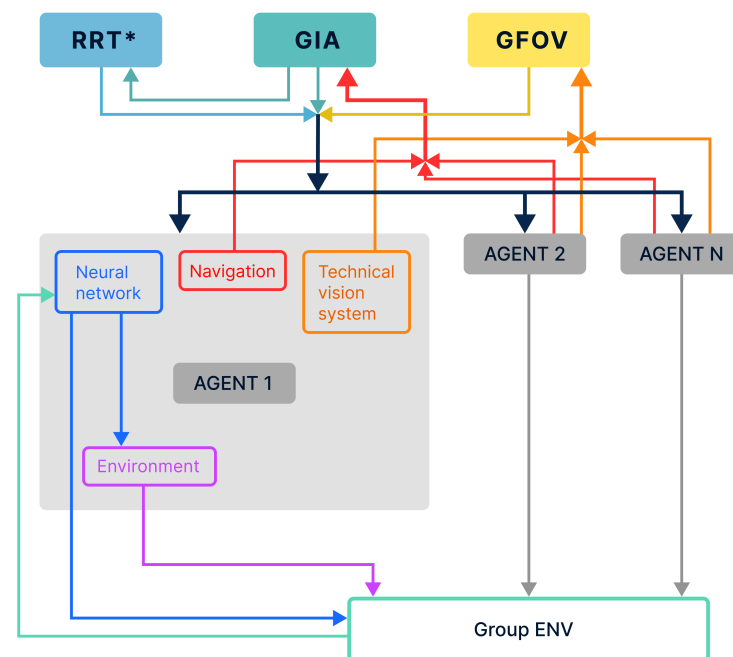 RRT*
GIA
GFOV
AGENT 2
AGENT N
Neural
network
Navigation
Technical
vision
system
AGENT 1
Environment
Group ENV